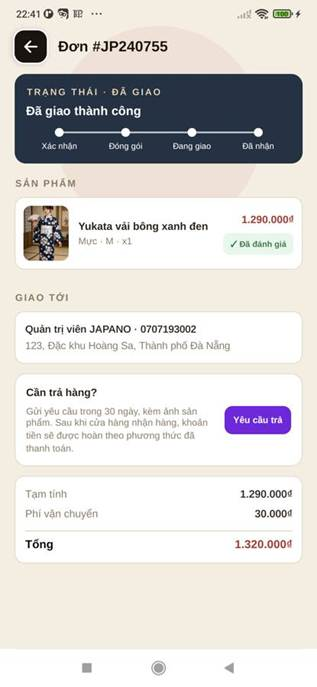 22:41
100
Đơn #JP240755
TRẠNG THÁI · ĐÃ GIAO
Đã giao thành công
Xác nhận Đóng gói Đang giao Đã nhận
SẢN PHẨM
Yukata vải bông xanh đen
1.290.000₫
Mực · M · x1
✓ Đã đánh giá
GIAO TỚI
Quản trị viên JAPANO · 0707193002
123, Đặc khu Hoàng Sa, Thành phố Đà Nẵng
Cần trả hàng?
Gửi yêu cầu trong 30 ngày, kèm ảnh sản
phẩm. Sau khi cửa hàng nhận hàng, khoản
tiền sẽ được hoàn theo phương thức đã
thanh toán.
Yêu cầu trả
Tạm tính 1.290.000₫
Phí vận chuyển 30.000₫
Tổng 1.320.000₫